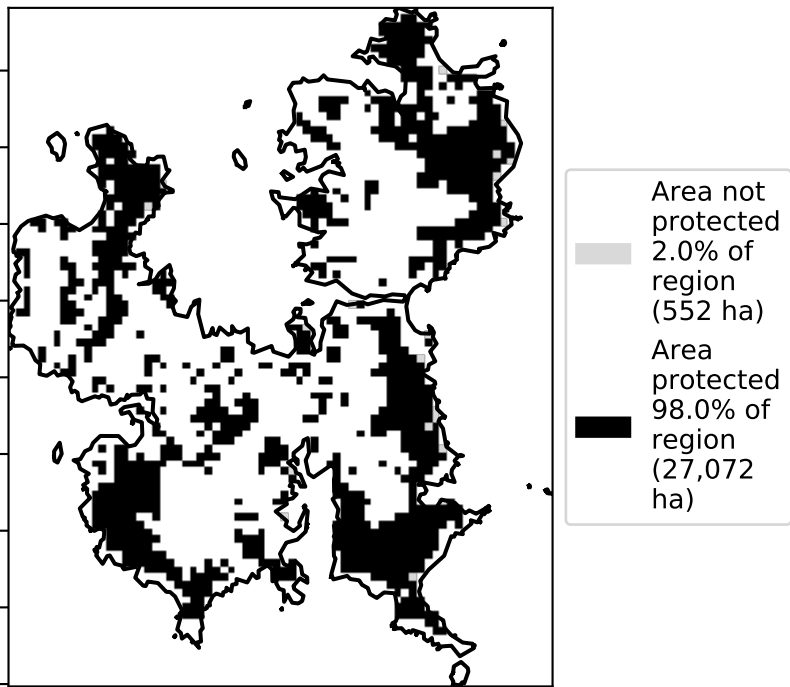 Area not
protected
2.0% of
region
(552 ha)
Area
protected
98.0% of
region
(27,072
ha)